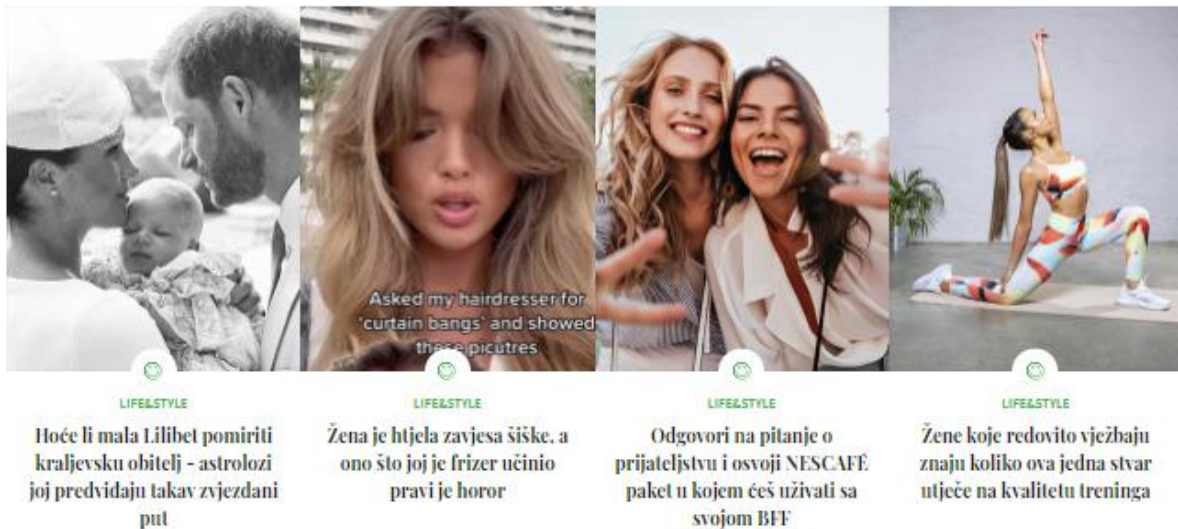 Asked my hairdresser for
'curtain bangs' and showed
these picutres
LIFE&STYLE
Hoće li mala Lilibet pomiriti
kraljevsku obitelj - astrolozi
joj predviđaju takav zvjezdani
put
LIFE&STYLE
Žena je htjela zavjesa šiške, a
ono što joj je frizer učinio
pravi je horor
LIFE&STYLE
Odgovori na pitanje o
prijateljstvu i osvoji NESCAFÉ
paket u kojem ćeš uživati sa
svojom BFF
LIFE&STYLE
Žene koje redovito vježbaju
znaju koliko ova jedna stvar
utječe na kvalitetu treninga